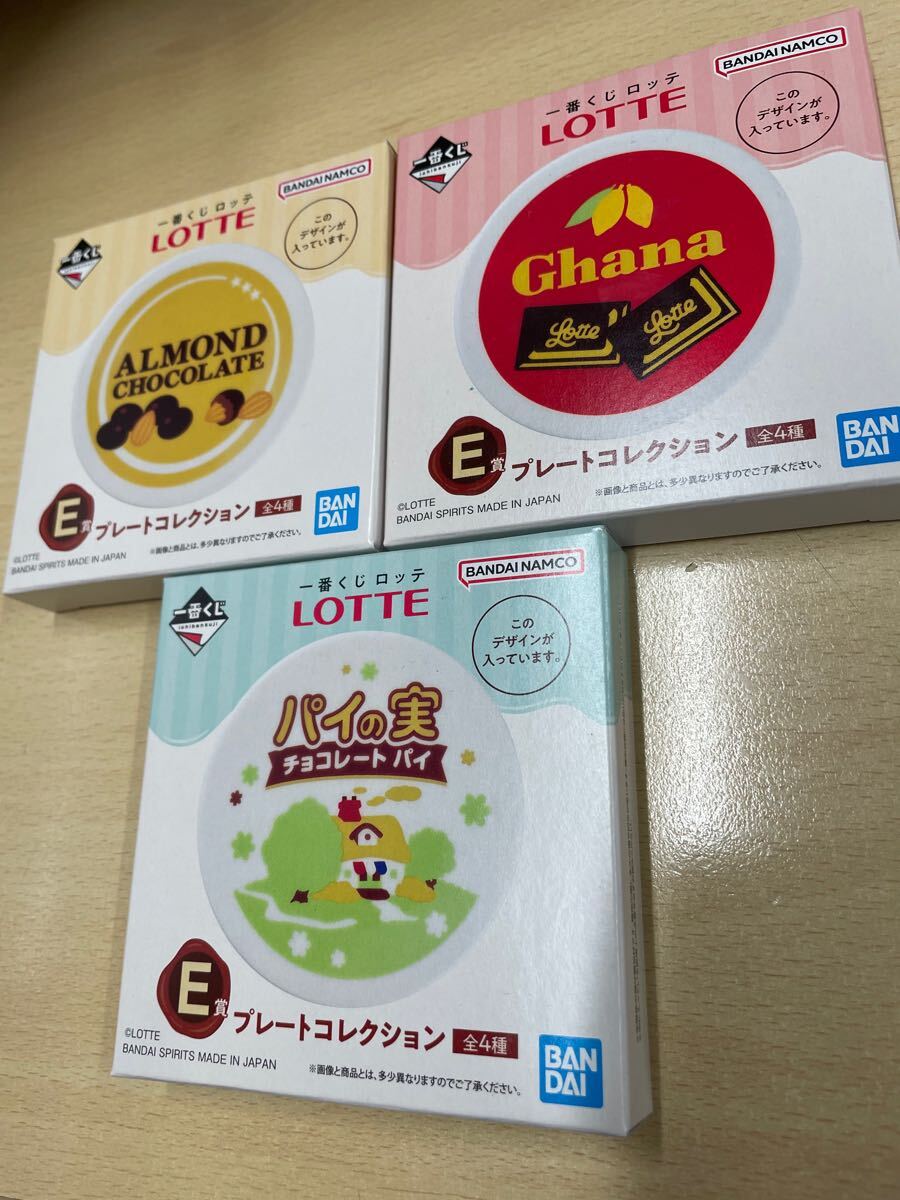 BANDAI NAMCO
一番くじ ロッテ
LOTTE
一番くじ
ichibankuji
この
デザインが
入っています。
ALMOND
CHOCOLATE
E賞
プレートコレクション 全4種
©LOTTE
BANDAI SPIRITS MADE IN JAPAN
※画像と商品とは、多少異なりますのでご了承ください。
BAN
DAI
BANDAI NAMCO
一番くじ ロッテ
LOTTE
一番くじ
ichibankuji
この
デザインが
入っています。
Ghana
Lotte
Lotte
E賞
プレートコレクション 全4種
©LOTTE
BANDAI SPIRITS MADE IN JAPAN
※画像と商品とは、多少異なりますのでご了承ください。
BAN
DAI
BANDAI NAMCO
一番くじ ロッテ
LOTTE
一番くじ
ichibankuji
この
デザインが
入っています。
パイの実
チョコレート パイ
E賞
プレートコレクション 全4種
©LOTTE
BANDAI SPIRITS MADE IN JAPAN
※画像と商品とは、多少異なりますのでご了承ください。
BAN
DAI